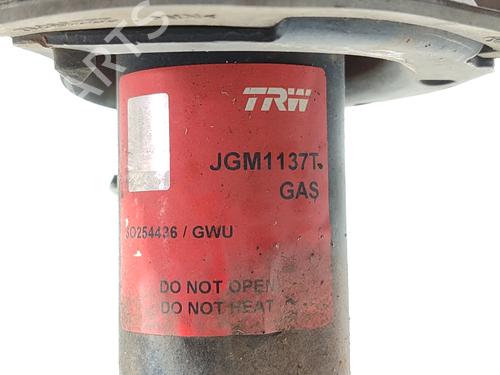 TRW
JGM1137T
GAS
SO254436 / GWU
DO NOT OPEN
DO NOT HEAT